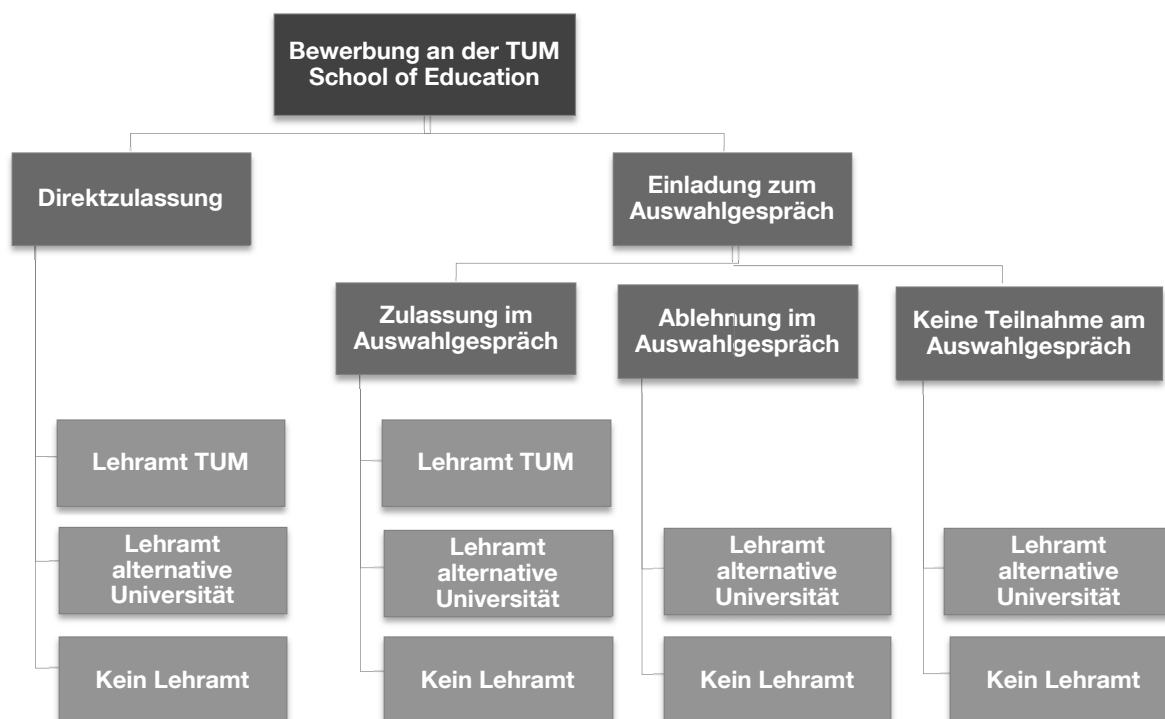 Bewerbung an der TUM
School of Education
Direktzulassung
Einladung zum
Auswahlgespräch
Zulassung im
Auswahlgespräch
Ablehnung im
Auswahlgespräch
Keine Teilnahme am
Auswahlgespräch
Lehramt TUM
Lehramt TUM
Lehramt
alternative
Universität
Lehramt
alternative
Universität
Lehramt
alternative
Universität
Lehramt
alternative
Universität
Kein Lehramt
Kein Lehramt
Kein Lehramt
Kein Lehramt